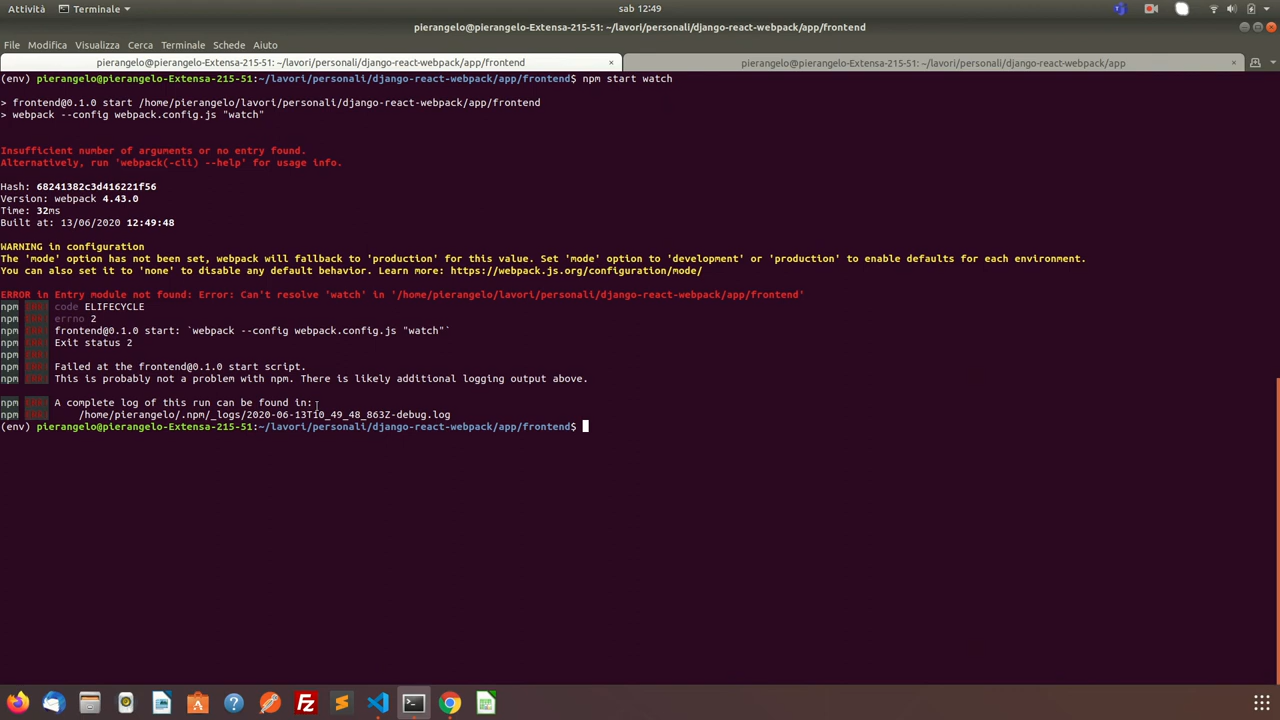 Attività
Terminale
sab 12:49
pierangelo@pierangelo-Extensa-215-51: ~/lavori/personali/django-react-webpack/app/frontend
File Modifica Visualizza Cerca Terminale Schede Aiuto
pierangelo@pierangelo-Extensa-215-51: ~/lavori/personali/django-react-webpack/app/frontend × pierangelo@pierangelo-Extensa-215-51: ~/lavori/personali/django-react-webpack/app ×
(env) pierangelo@pierangelo-Extensa-215-51:~/lavori/personali/django-react-webpack/app/frontend$ npm start watch
> frontend@0.1.0 start /home/pierangelo/lavori/personali/django-react-webpack/app/frontend
> webpack --config webpack.config.js "watch"
Insufficient number of arguments or no entry found.
Alternatively, run 'webpack(-cli) --help' for usage info.
Hash: 68241382c3d416221f56
Version: webpack 4.43.0
Time: 32ms
Built at: 13/06/2020 12:49:48
WARNING in configuration
The 'mode' option has not been set, webpack will fallback to 'production' for this value. Set 'mode' option to 'development' or 'production' to enable defaults for each environment.
You can also set it to 'none' to disable any default behavior. Learn more: https://webpack.js.org/configuration/mode/
ERROR in Entry module not found: Error: Can't resolve 'watch' in '/home/pierangelo/lavori/personali/django-react-webpack/app/frontend'
npm ERR! code ELIFECYCLE
npm ERR! errno 2
npm ERR! frontend@0.1.0 start: `webpack --config webpack.config.js "watch"`
npm ERR! Exit status 2
npm ERR!
npm ERR! Failed at the frontend@0.1.0 start script.
npm ERR! This is probably not a problem with npm. There is likely additional logging output above.
npm ERR! A complete log of this run can be found in:
npm ERR! /home/pierangelo/.npm/_logs/2020-06-13T10_49_48_863Z-debug.log
(env) pierangelo@pierangelo-Extensa-215-51:~/lavori/personali/django-react-webpack/app/frontend$